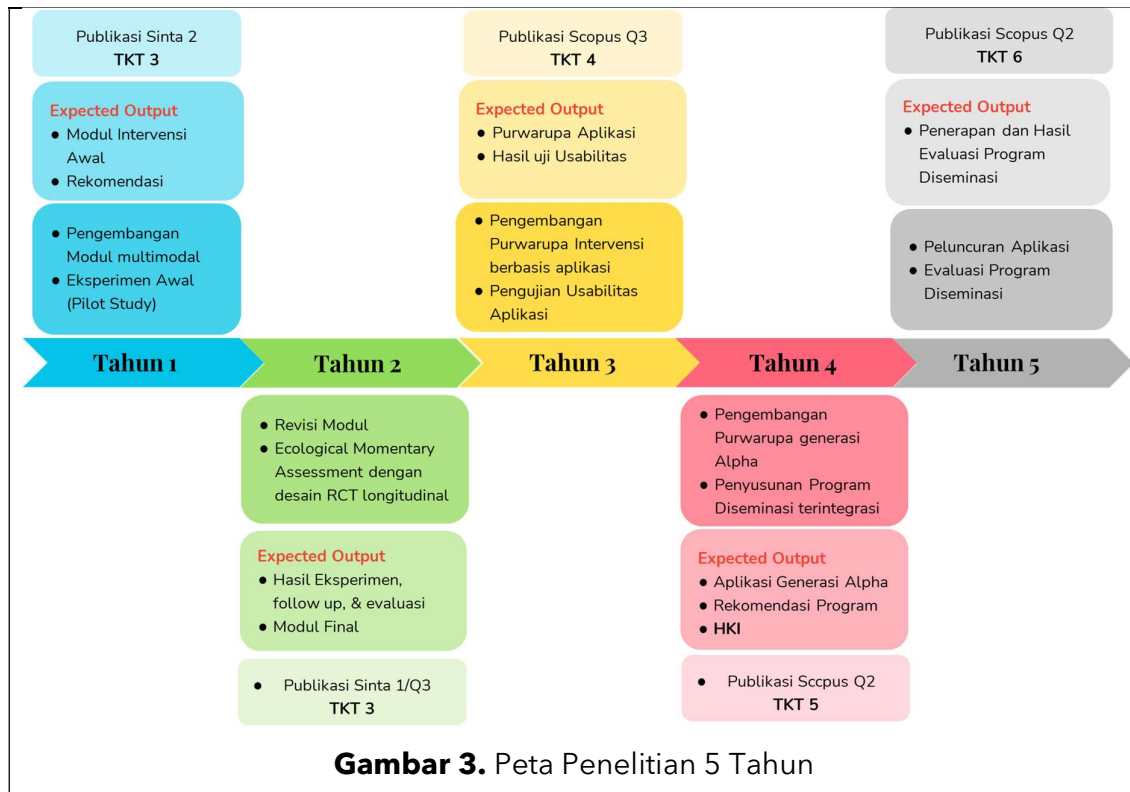 Publikasi Sinta 2
TKT 3
Expected Output
● Modul Intervensi
Awal
● Rekomendasi
● Pengembangan
Modul multimodal
● Eksperimen Awal
(Pilot Study)
Publikasi Scopus Q3
TKT 4
Expected Output
● Purwarupa Aplikasi
● Hasil uji Usabilitas
● Pengembangan
Purwarupa Intervensi
berbasis aplikasi
● Pengujian Usabilitas
Aplikasi
Publikasi Scopus Q2
TKT 6
Expected Output
● Penerapan dan Hasil
Evaluasi Program
Diseminasi
● Peluncuran Aplikasi
● Evaluasi Program
Diseminasi
Tahun 1
Tahun 2
Tahun 3
Tahun 4
Tahun 5
● Revisi Modul
● Ecological Momentary
Assessment dengan
desain RCT longitudinal
Expected Output
● Hasil Eksperimen,
follow up, & evaluasi
● Modul Final
● Publikasi Sinta 1/Q3
TKT 3
● Pengembangan
Purwarupa generasi
Alpha
● Penyusunan Program
Diseminasi terintegrasi
Expected Output
● Aplikasi Generasi Alpha
● Rekomendasi Program
● HKI
● Publikasi Sccpus Q2
TKT 5
Gambar 3. Peta Penelitian 5 Tahun